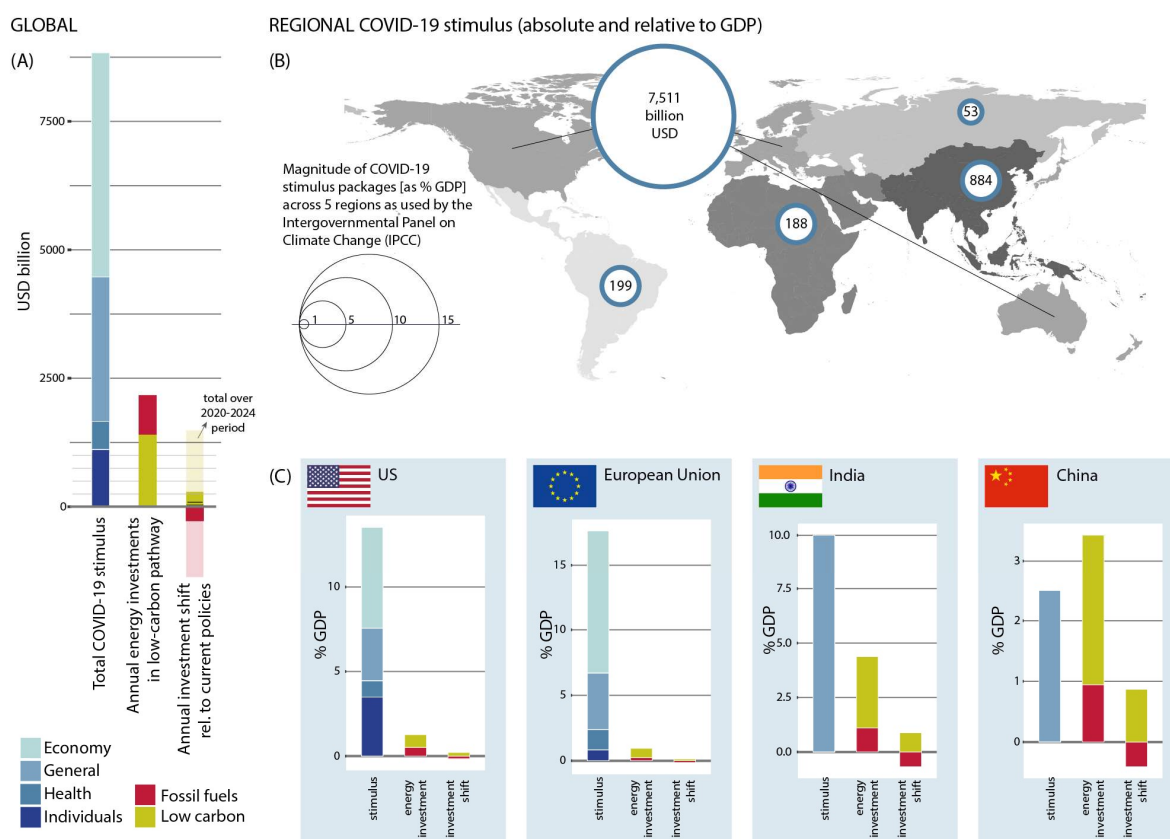 GLOBAL
REGIONAL COVID-19 stimulus (absolute and relative to GDP)
(A)
USD billion
7500
5000
2500
0
total over
2020-2024
period
Total COVID-19 stimulus
Annual energy investments
in low-carbon pathway
Annual investment shift
rel. to current policies
Economy
General
Health
Individuals
Fossil fuels
Low carbon
(B)
7,511
billion
USD
53
884
188
199
Magnitude of COVID-19
stimulus packages [as % GDP]
across 5 regions as used by the
Intergovernmental Panel on
Climate Change (IPCC)
1
5
10
15
(C)
US
% GDP
10
5
0
stimulus
energy
investment
investment
shift
European Union
% GDP
15
10
5
0
stimulus
energy
investment
investment
shift
India
% GDP
10.0
7.5
5.0
2.5
0.0
stimulus
energy
investment
investment
shift
China
% GDP
3
2
1
0
stimulus
energy
investment
investment
shift